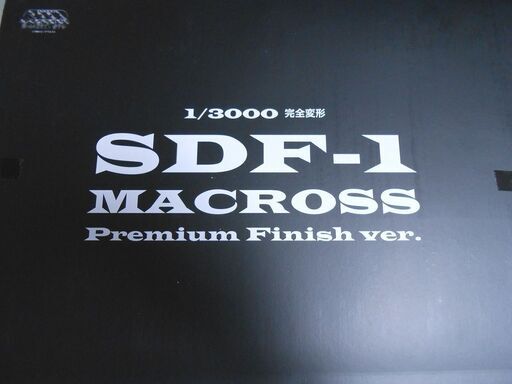 1/3000 完全変形
SDF-1
MACROSS
Premium Finish ver.